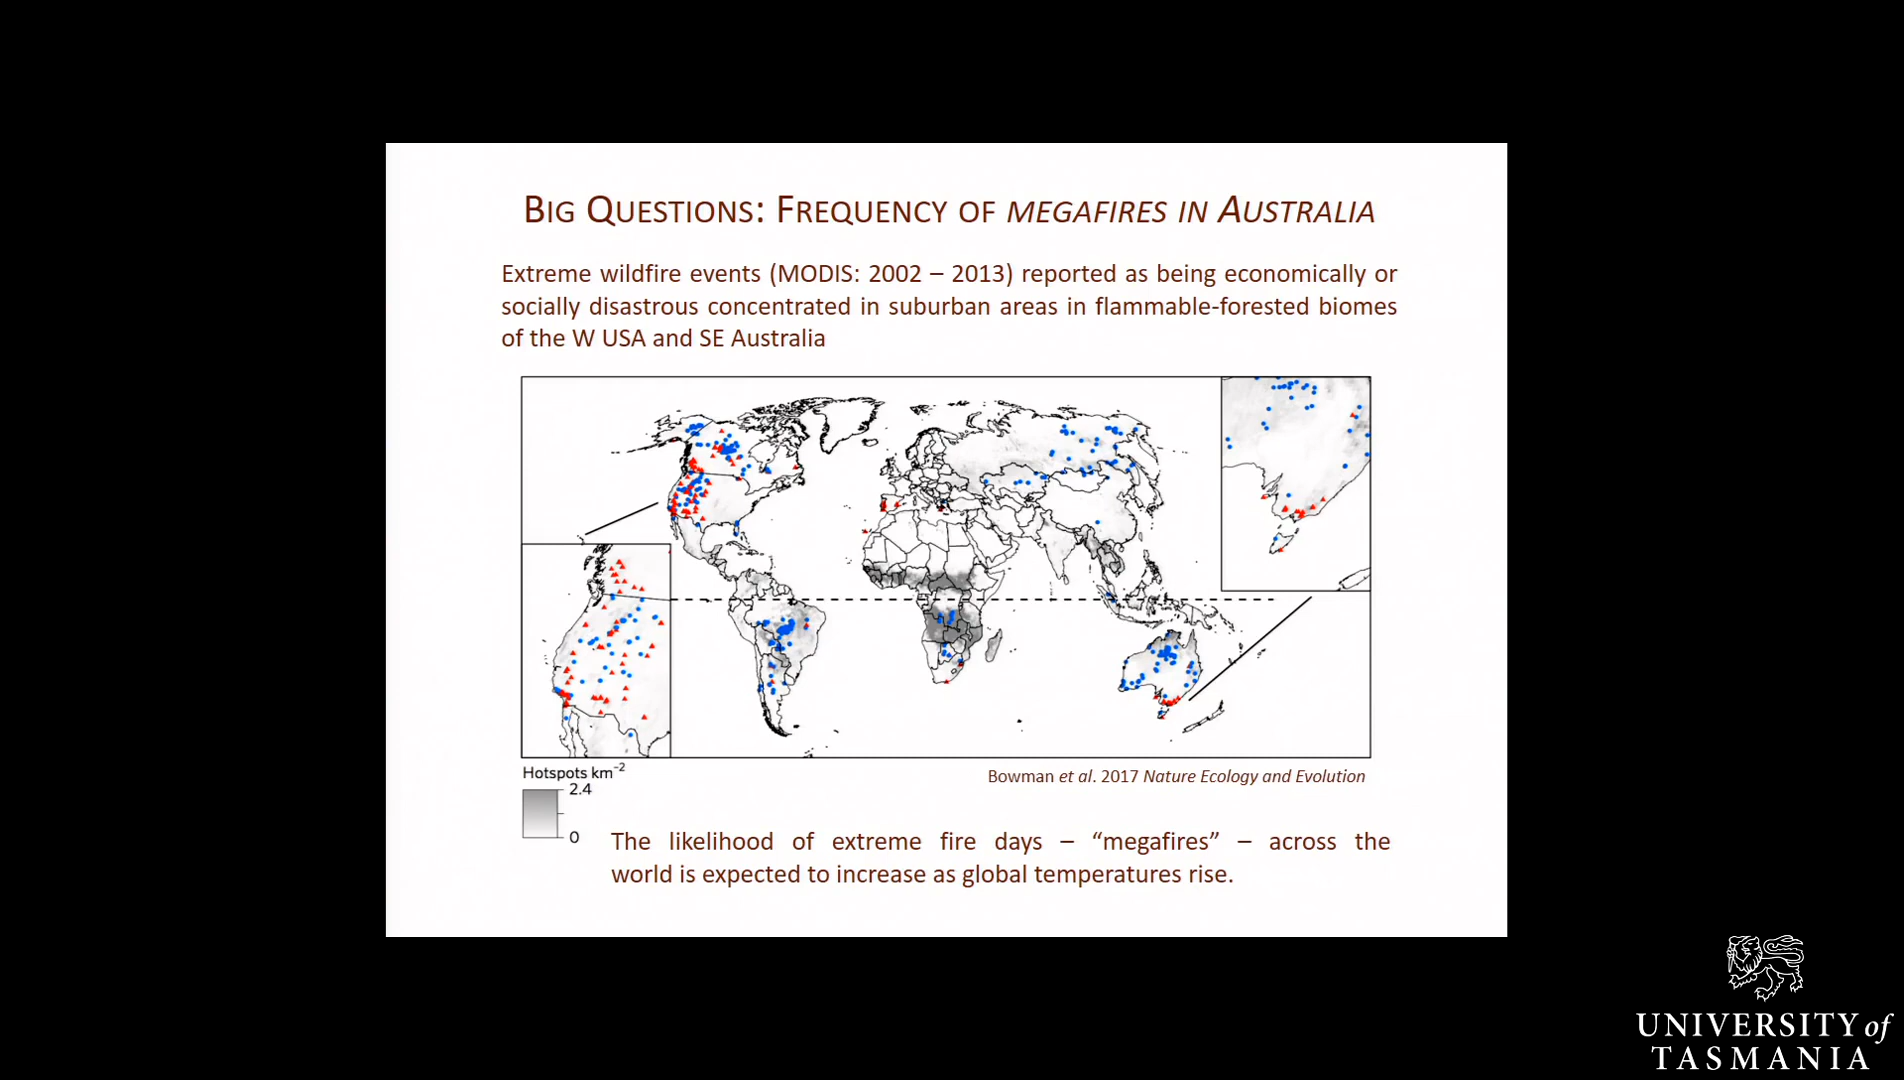 BIG QUESTIONS: FREQUENCY OF MEGAFIRES IN AUSTRALIA
Extreme wildfire events (MODIS: 2002 – 2013) reported as being economically or
socially disastrous concentrated in suburban areas in flammable-forested biomes
of the W USA and SE Australia
Hotspots km⁻²
2.4
0
Bowman et al. 2017 Nature Ecology and Evolution
The likelihood of extreme fire days – “megafires” – across the
world is expected to increase as global temperatures rise.
UNIVERSITY of
TASMANIA